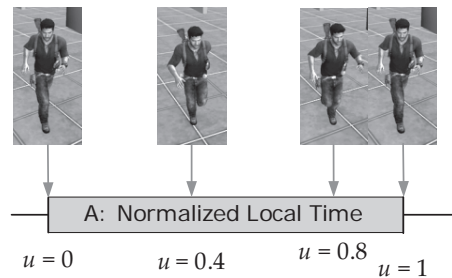 A: Normalized Local Time
u = 0
u = 0.4
u = 0.8
u = 1